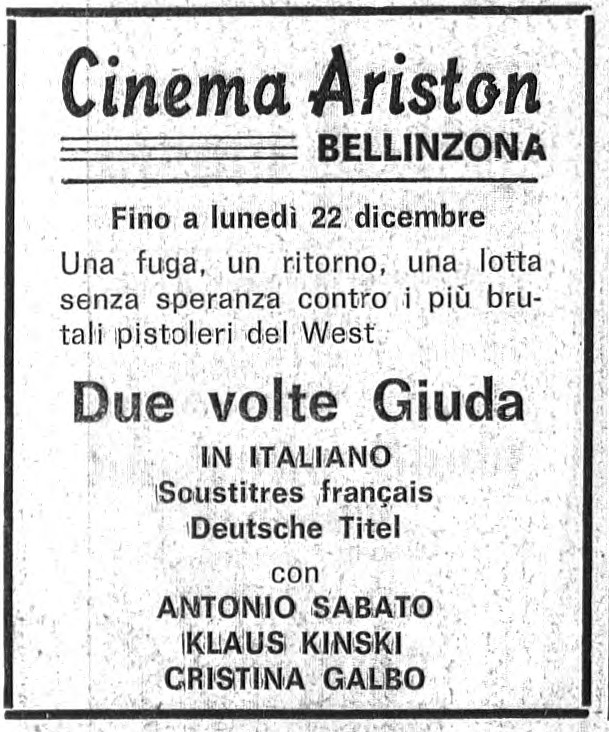 Cinema Ariston
BELLINZONA
Fino a lunedì 22 dicembre
Una fuga, un ritorno, una lotta
senza speranza contro i più bru-
tali pistoleri del West
Due volte Giuda
IN ITALIANO
Soustitres français
Deutsche Titel
con
ANTONIO SABATO
KLAUS KINSKI
CRISTINA GALBO